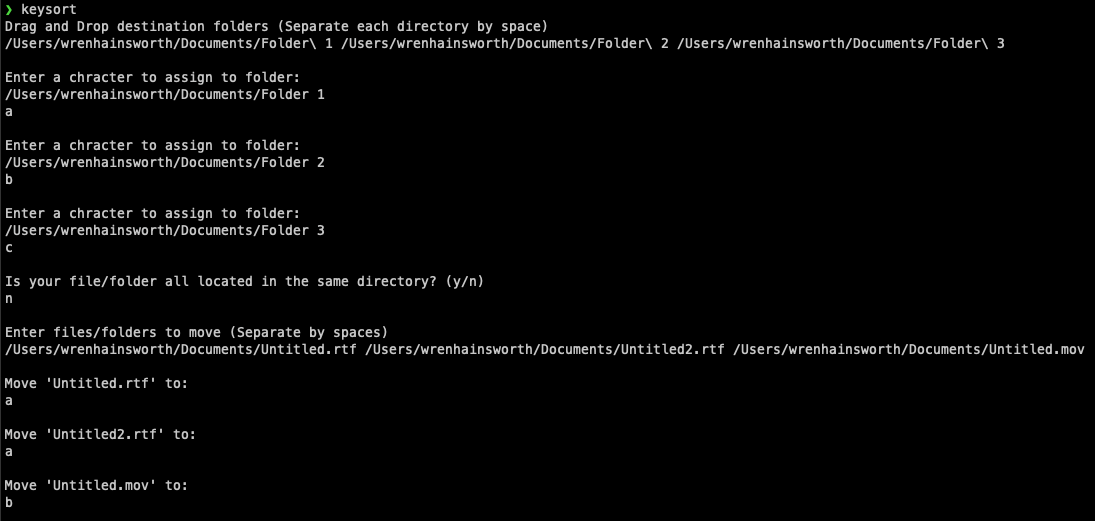 ❯ keysort
Drag and Drop destination folders (Separate each directory by space)
/Users/wrenhainsworth/Documents/Folder\ 1 /Users/wrenhainsworth/Documents/Folder\ 2 /Users/wrenhainsworth/Documents/Folder\ 3
Enter a chracter to assign to folder:
/Users/wrenhainsworth/Documents/Folder 1
a
Enter a chracter to assign to folder:
/Users/wrenhainsworth/Documents/Folder 2
b
Enter a chracter to assign to folder:
/Users/wrenhainsworth/Documents/Folder 3
c
Is your file/folder all located in the same directory? (y/n)
n
Enter files/folders to move (Separate by spaces)
/Users/wrenhainsworth/Documents/Untitled.rtf /Users/wrenhainsworth/Documents/Untitled2.rtf /Users/wrenhainsworth/Documents/Untitled.mov
Move 'Untitled.rtf' to:
a
Move 'Untitled2.rtf' to:
a
Move 'Untitled.mov' to:
b